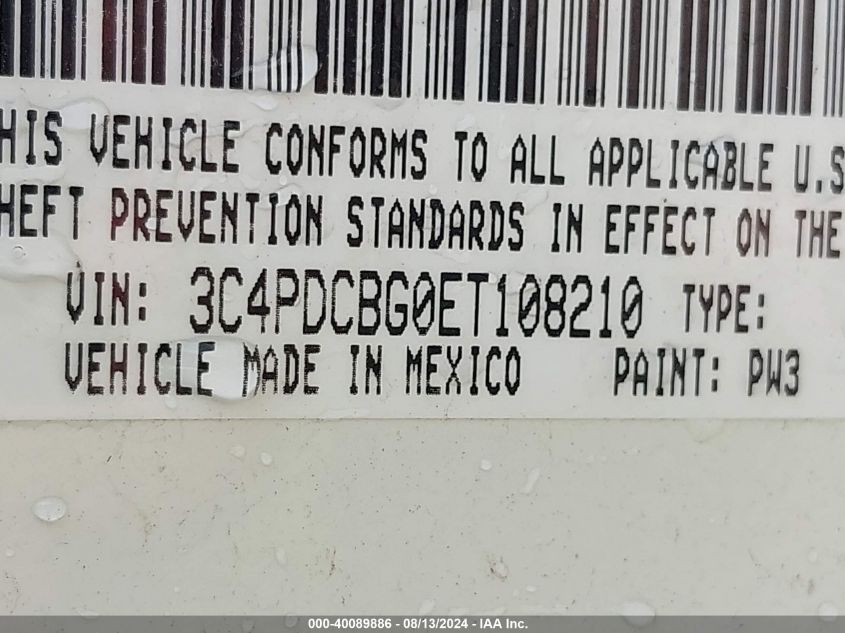 HIS VEHICLE CONFORMS TO ALL APPLICABLE U.S
HEFT PREVENTION STANDARDS IN EFFECT ON THE
VIN: 3C4PDCBG0ET108210 TYPE:
VEHICLE MADE IN MEXICO PAINT: PW3
000-40089886 - 08/13/2024 - IAA Inc.